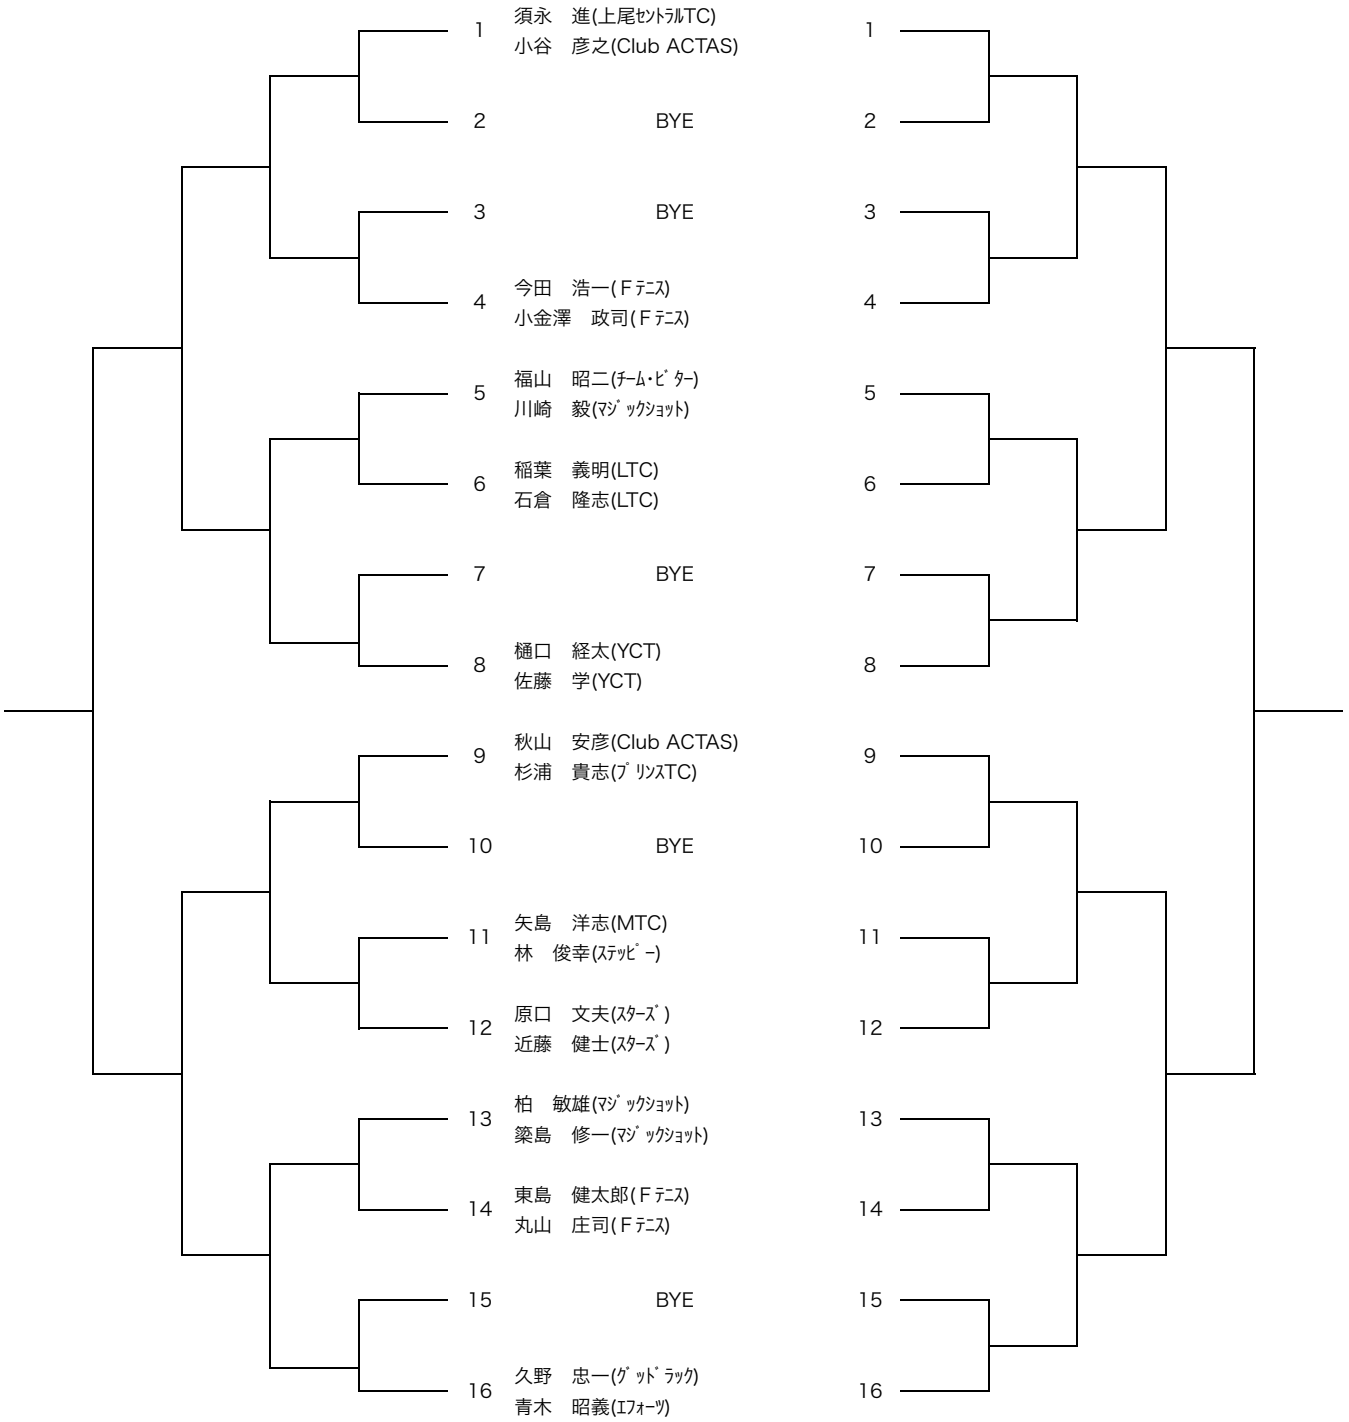 1 須永　進(上尾ｾﾝﾄﾗﾙTC) 1
小谷　彦之(Club ACTAS)
2 BYE 2
3 BYE 3
今田　浩一(Ｆﾃﾆｽ)
4 4
小金澤　政司(Ｆﾃﾆｽ)
福山　昭二(ﾁｰﾑ･ﾋﾞﾀｰ)
5 5
川崎　毅(ﾏｼﾞｯｸｼｮｯﾄ)
稲葉　義明(LTC)
6 6
石倉　隆志(LTC)
7 BYE 7
樋口　経太(YCT)
8 8
佐藤　学(YCT)
秋山　安彦(Club ACTAS)
9 9
杉浦　貴志(ﾌﾟﾘﾝｽTC)
10 BYE 10
矢島　洋志(MTC)
11 11
林　俊幸(ｽﾃｯﾋﾟｰ)
原口　文夫(ｽﾀｰｽﾞ)
12 12
近藤　健士(ｽﾀｰｽﾞ)
柏　敏雄(ﾏｼﾞｯｸｼｮｯﾄ)
13 13
簗島　修一(ﾏｼﾞｯｸｼｮｯﾄ)
東島　健太郎(Ｆﾃﾆｽ)
14 14
丸山　庄司(Ｆﾃﾆｽ)
15 BYE 15
久野　忠一(ｸﾞｯﾄﾞﾗｯｸ)
16 16
青木　昭義(ｴﾌｫｰﾂ)